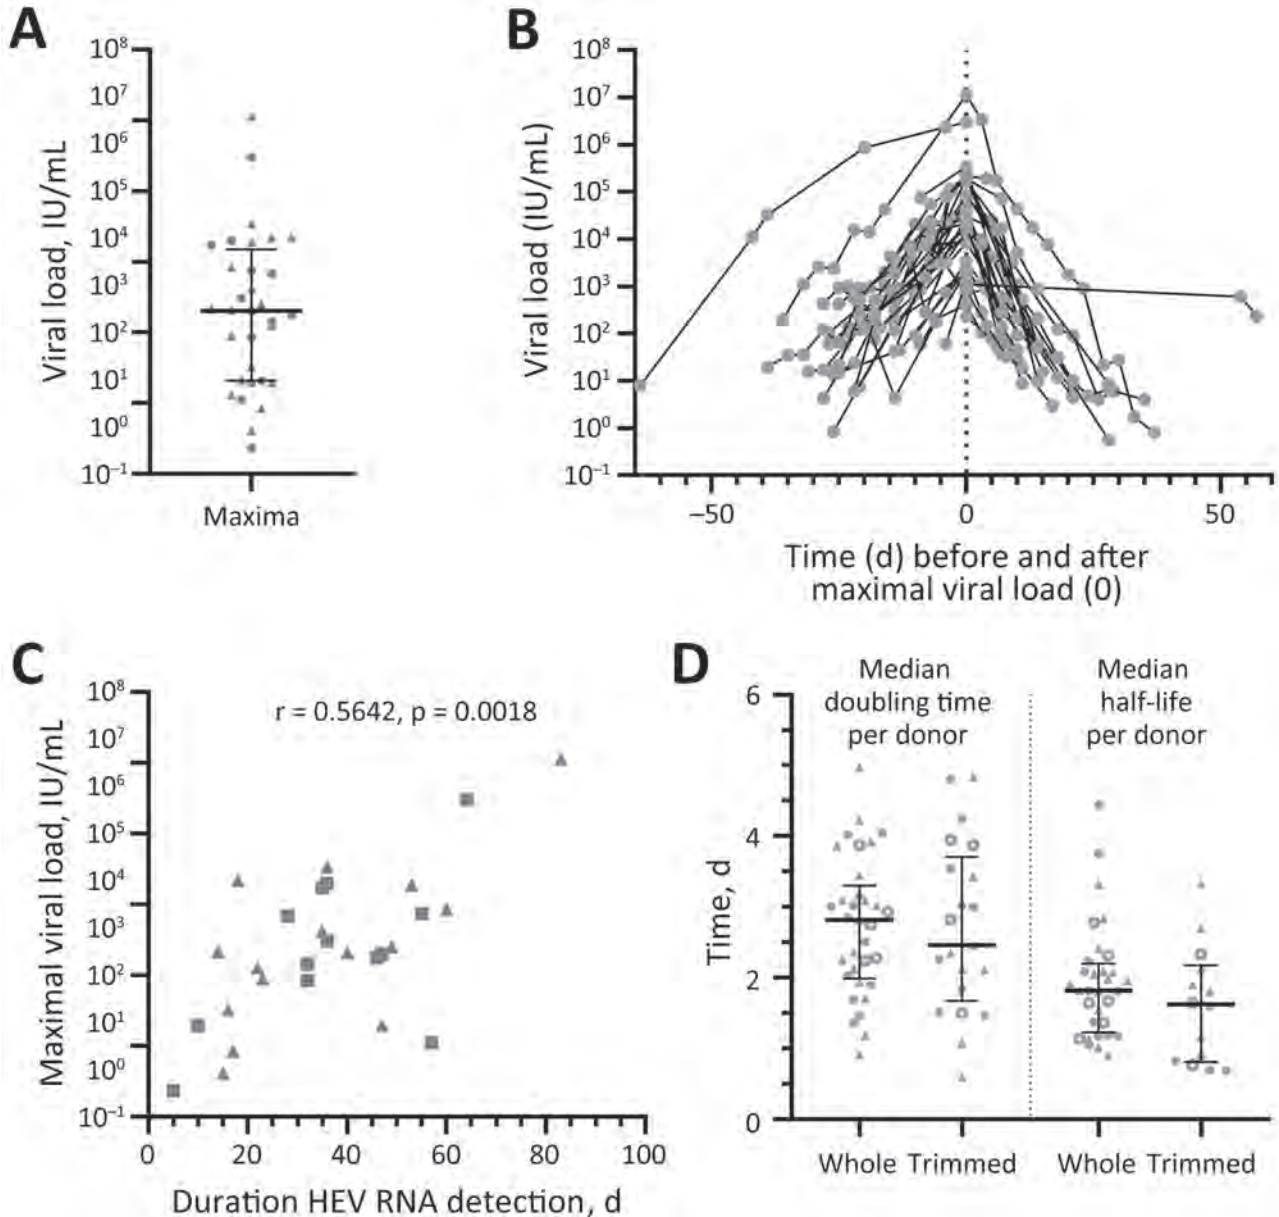 A
Viral load, IU/mL
10⁸
10⁷
10⁶
10⁵
10⁴
10³
10²
10¹
10⁰
10⁻¹
Maxima
B
Viral load (IU/mL)
10⁸
10⁷
10⁶
10⁵
10⁴
10³
10²
10¹
10⁰
10⁻¹
–50 0 50
Time (d) before and after
maximal viral load (0)
C
Maximal viral load, IU/mL
10⁸
10⁷
10⁶
10⁵
10⁴
10³
10²
10¹
10⁰
10⁻¹
r = 0.5642, p = 0.0018
0 20 40 60 80 100
Duration HEV RNA detection, d
D
Median
doubling time
per donor
Median
half-life
per donor
Time, d
6
4
2
0
Whole Trimmed Whole Trimmed